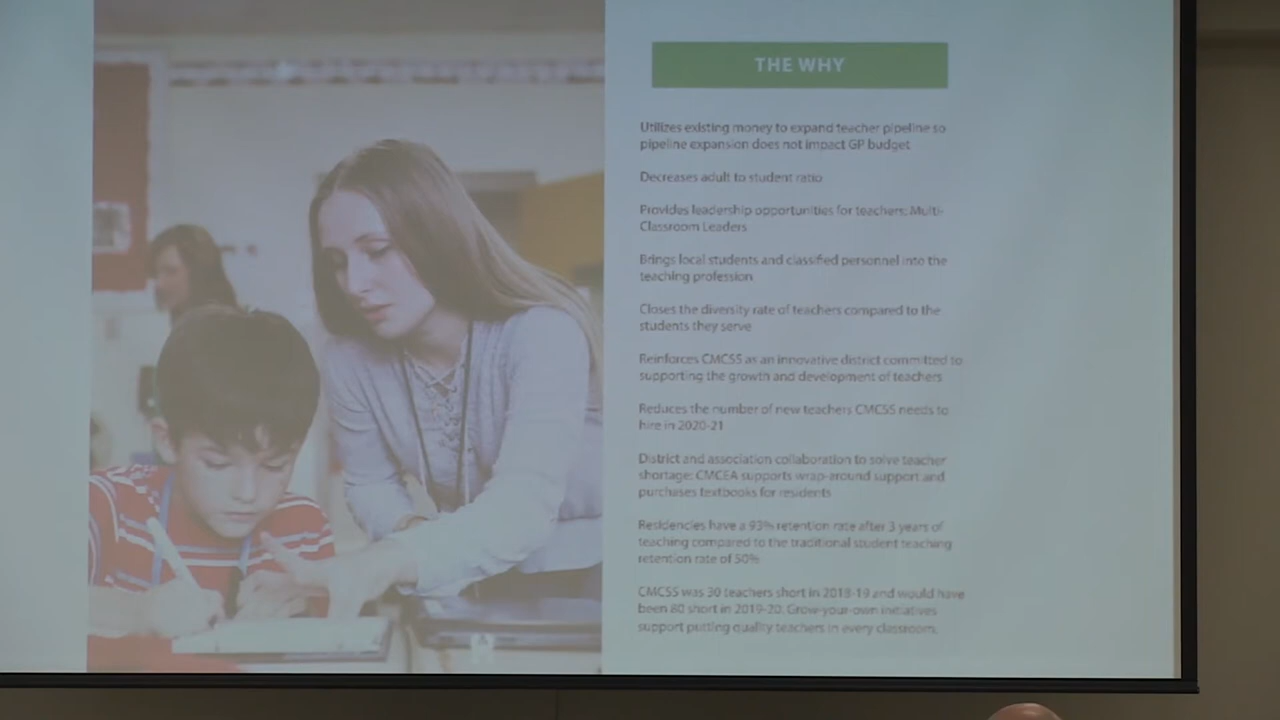 THE WHY
Utilizes existing money to expand teacher pipeline so
pipeline expansion does not impact GP budget
Decreases adult to student ratio
Provides leadership opportunities for teachers; Multi-
Classroom Leaders
Brings local students and classified personnel into the
teaching profession
Closes the diversity rate of teachers compared to the
students they serve
Reinforces CMCSS as an innovative district committed to
supporting the growth and development of teachers
Reduces the number of new teachers CMCSS needs to
hire in 2020-21
District and association collaboration to solve teacher
shortage: CMCEA supports wrap-around support and
purchases textbooks for residents
Residencies have a 93% retention rate after 3 years of
teaching compared to the traditional student teaching
retention rate of 50%
CMCSS was 30 teachers short in 2018-19 and would have
been 80 short in 2019-20. Grow-your-own initiatives
support putting quality teachers in every classroom.